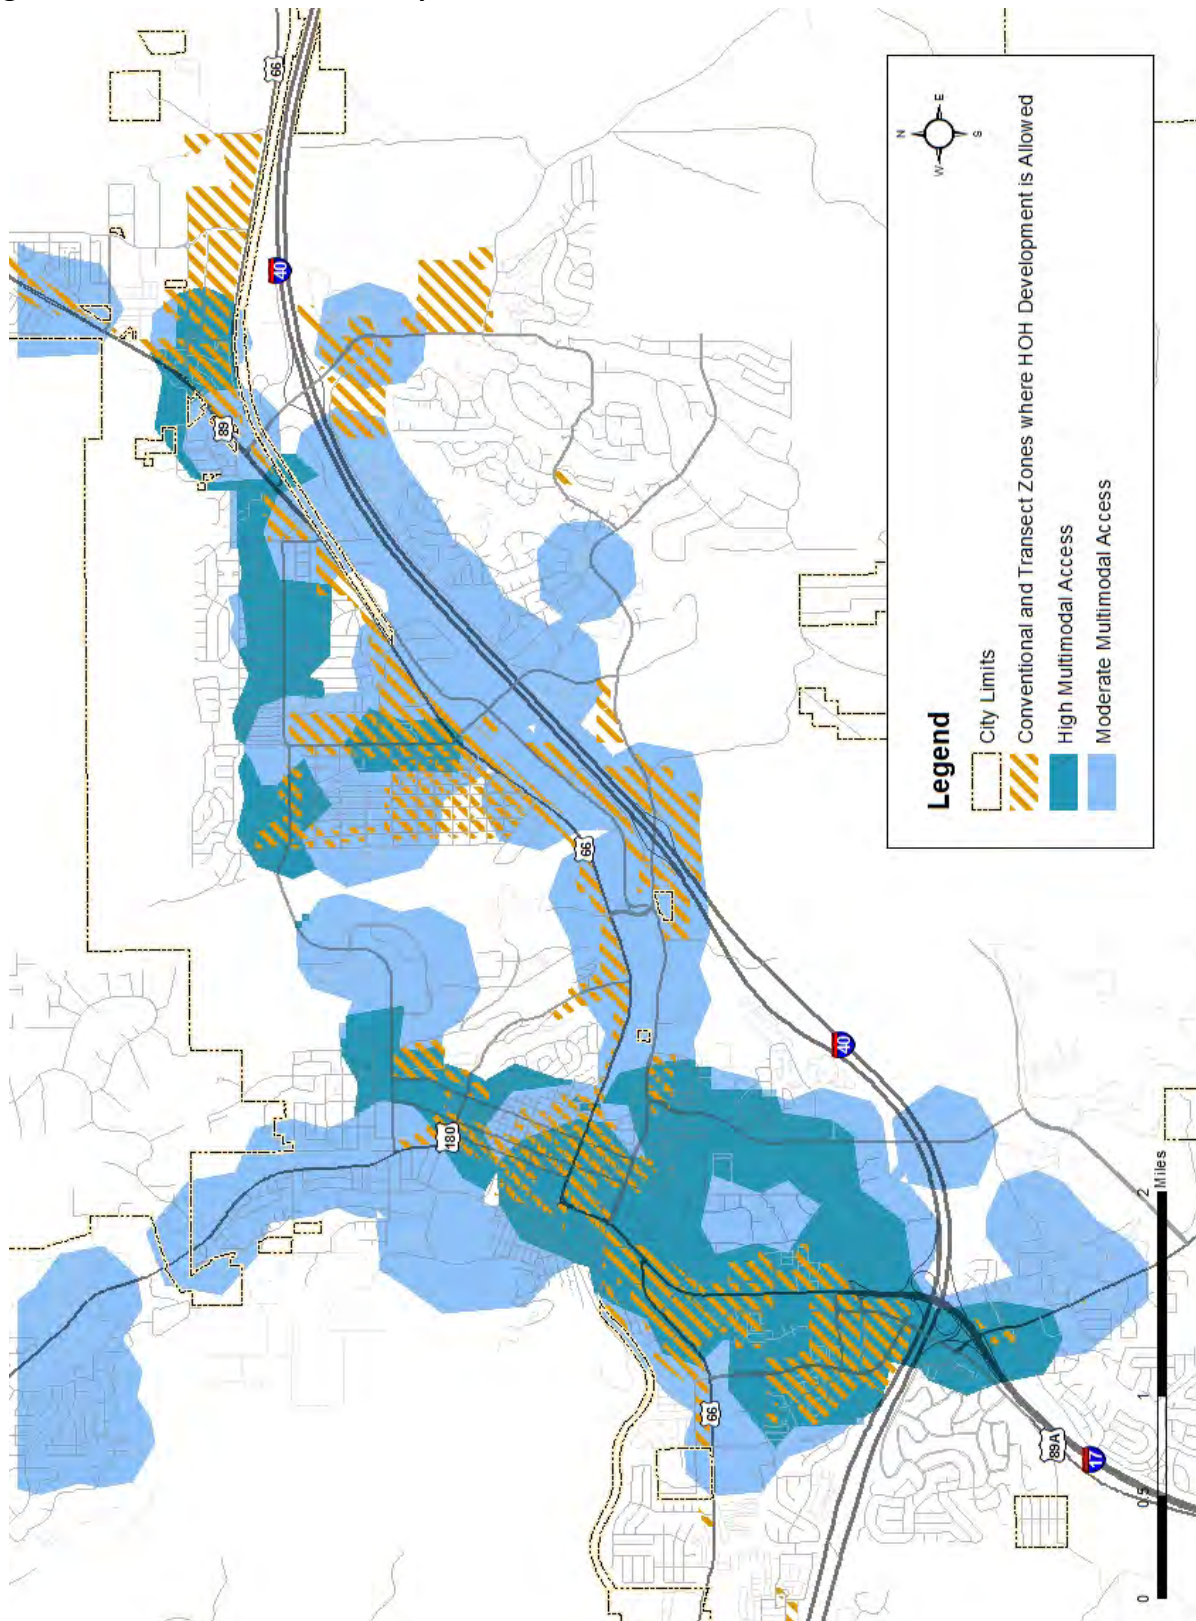 66
40
89
66
180
40
66
89A
17
N
W
E
S
Legend
City Limits
Conventional and Transect Zones where HOH Development is Allowed
High Multimodal Access
Moderate Multimodal Access
0
0.5
1
2
Miles